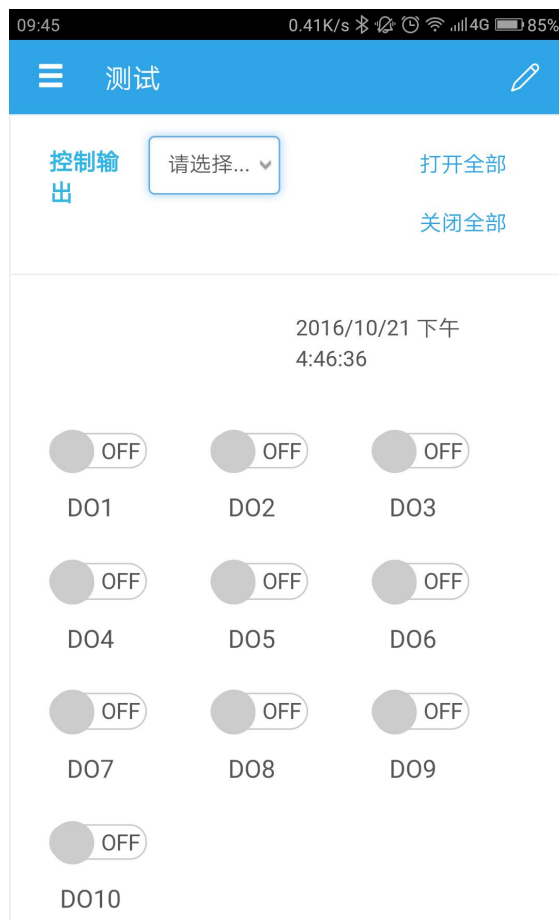 09:45 0.41K/s 4G 85%
测试
控制输
出
请选择...
打开全部
关闭全部
2016/10/21 下午
4:46:36
OFF OFF OFF
DO1 DO2 DO3
OFF OFF OFF
DO4 DO5 DO6
OFF OFF OFF
DO7 DO8 DO9
OFF
DO10